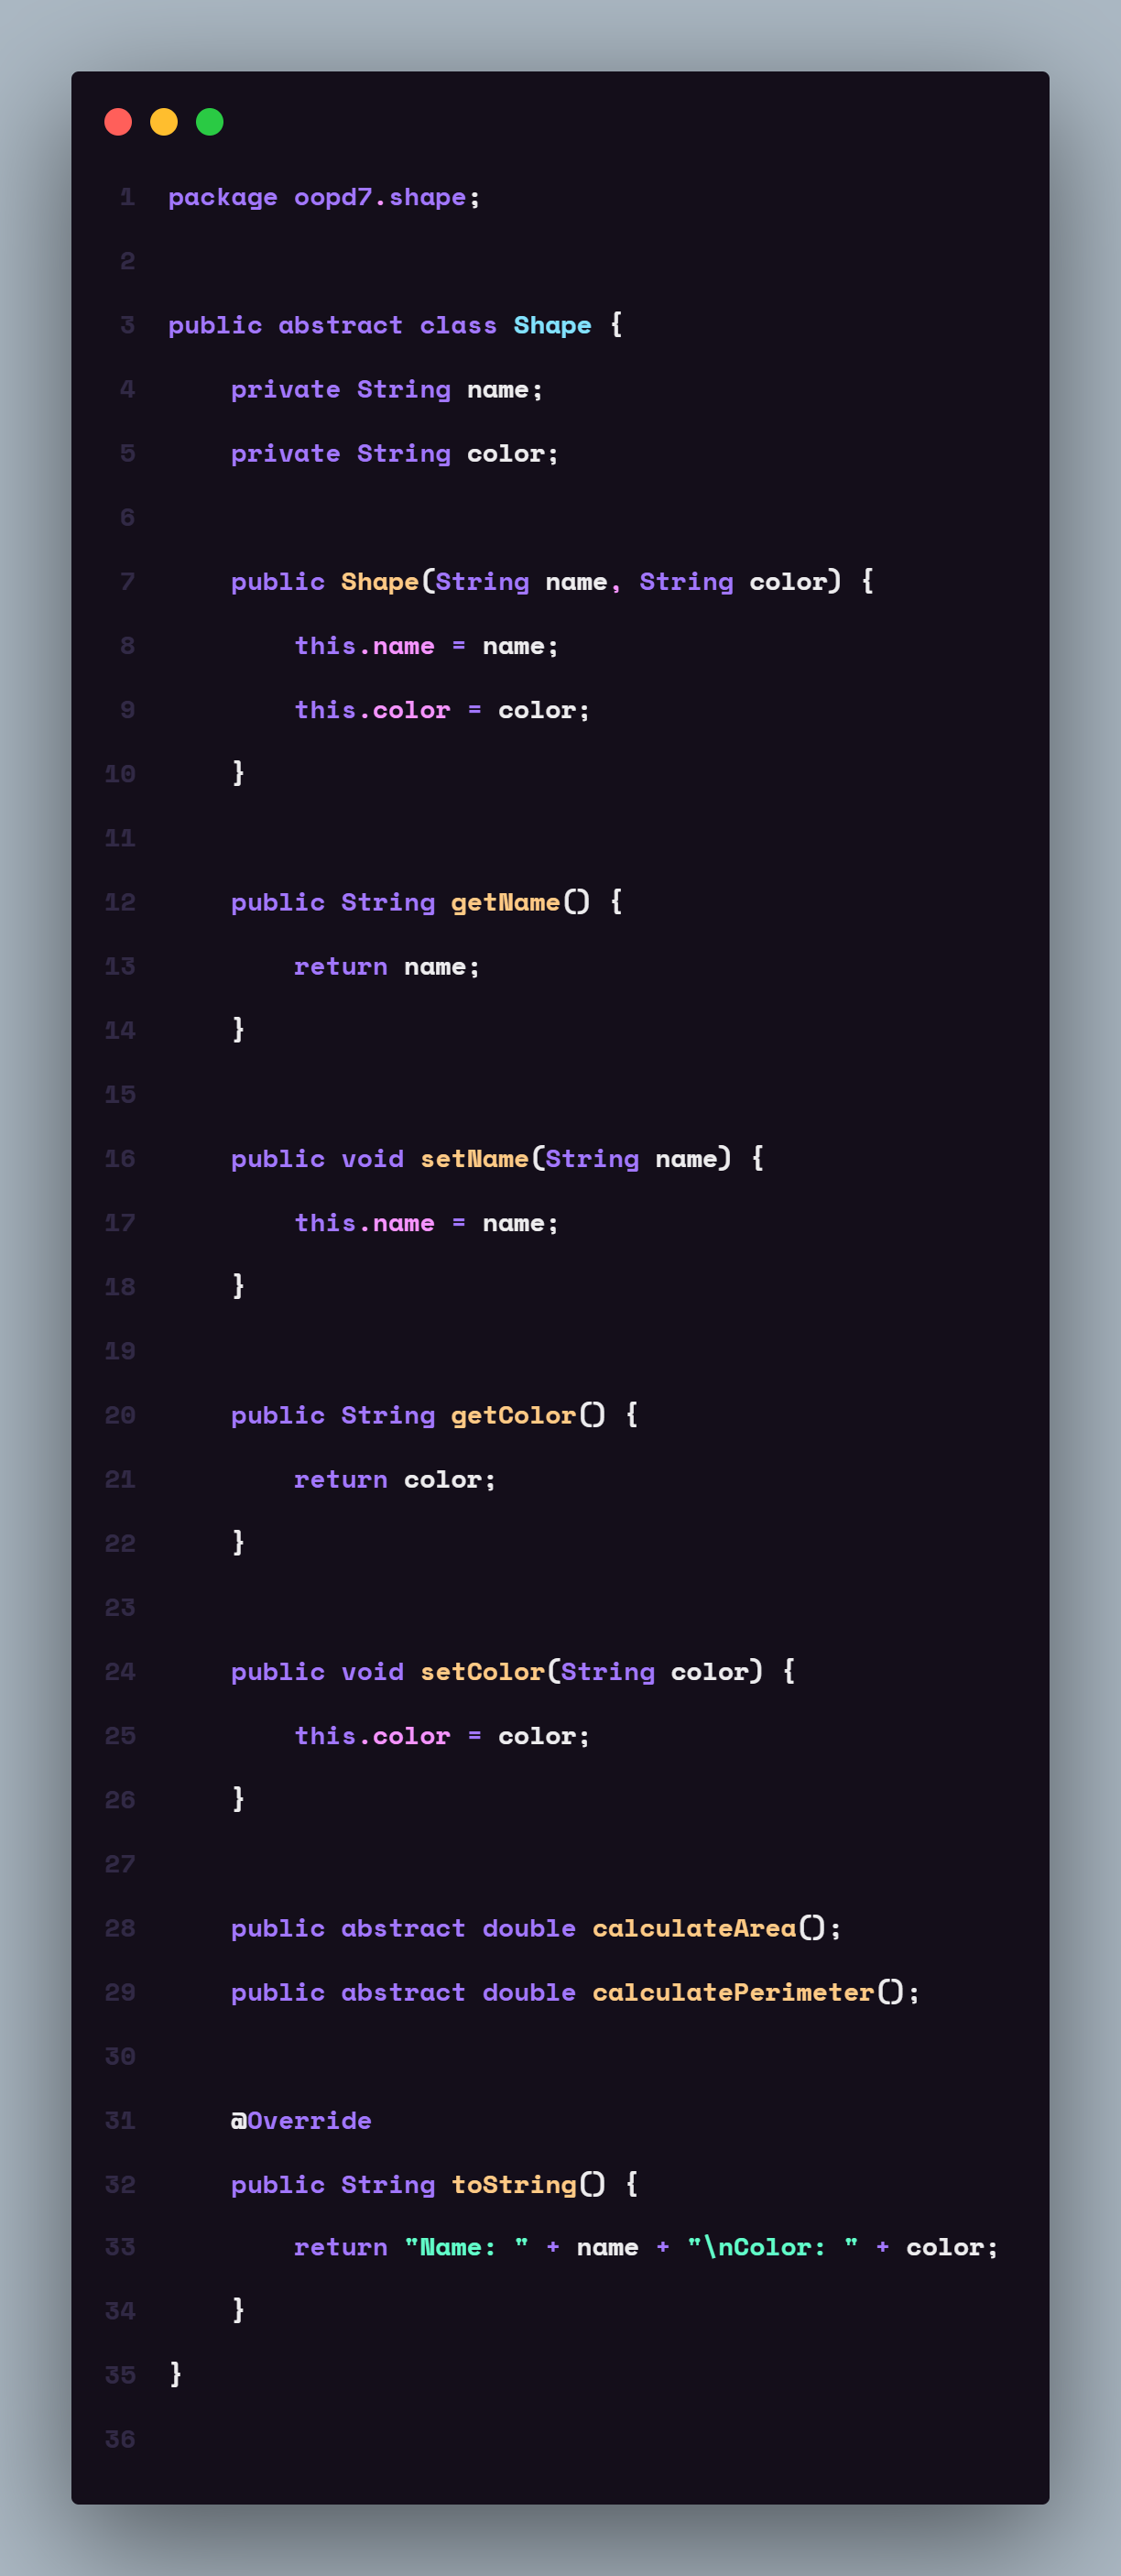 1 package oopd7.shape;
2
3 public abstract class Shape {
4     private String name;
5     private String color;
6
7     public Shape(String name, String color) {
8         this.name = name;
9         this.color = color;
10     }
11
12     public String getName() {
13         return name;
14     }
15
16     public void setName(String name) {
17         this.name = name;
18     }
19
20     public String getColor() {
21         return color;
22     }
23
24     public void setColor(String color) {
25         this.color = color;
26     }
27
28     public abstract double calculateArea();
29     public abstract double calculatePerimeter();
30
31     @Override
32     public String toString() {
33         return "Name: " + name + "\nColor: " + color;
34     }
35 }
36